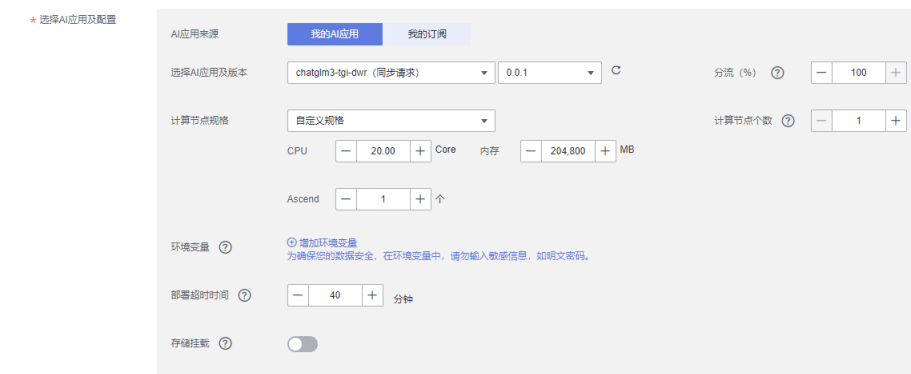 * 选择AI应用及配置
AI应用来源 我的AI应用 我的订阅
选择AI应用及版本 chatglm3-tgi-dwr（同步请求） 0.0.1 分流（%） ? — 100 +
计算节点规格 自定义规格 计算节点个数 ? — 1 +
CPU — 20.00 + Core 内存 — 204,800 + MB
Ascend — 1 + 个
环境变量 ? ⊕ 增加环境变量
为确保您的数据安全，在环境变量中，请勿输入敏感信息，如明文密码。
部署超时时间 ? — 40 + 分钟
存储挂载 ?